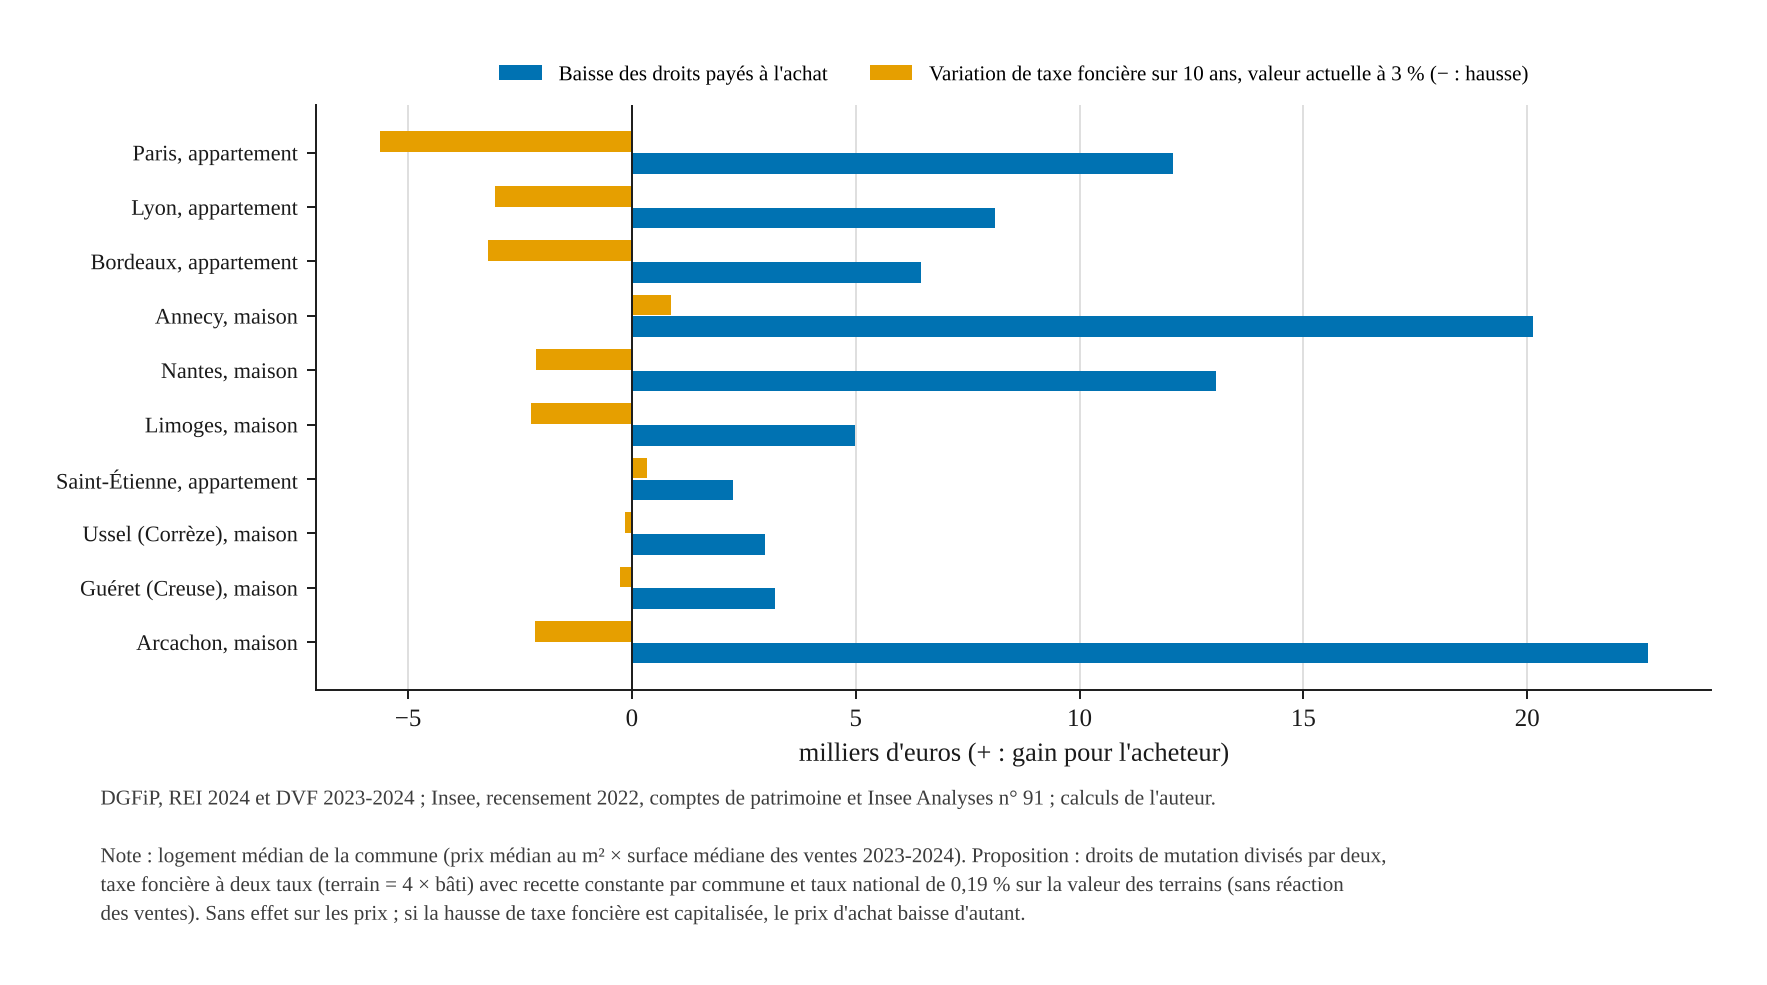 Baisse des droits payés à l'achat
Variation de taxe foncière sur 10 ans, valeur actuelle à 3 % (− : hausse)
Paris, appartement
Lyon, appartement
Bordeaux, appartement
Annecy, maison
Nantes, maison
Limoges, maison
Saint-Étienne, appartement
Ussel (Corrèze), maison
Guéret (Creuse), maison
Arcachon, maison
−5 0 5 10 15 20
milliers d'euros (+ : gain pour l'acheteur)
DGFiP, REI 2024 et DVF 2023-2024 ; Insee, recensement 2022, comptes de patrimoine et Insee Analyses n° 91 ; calculs de l'auteur.
Note : logement médian de la commune (prix médian au m² × surface médiane des ventes 2023-2024). Proposition : droits de mutation divisés par deux,
taxe foncière à deux taux (terrain = 4 × bâti) avec recette constante par commune et taux national de 0,19 % sur la valeur des terrains (sans réaction
des ventes). Sans effet sur les prix ; si la hausse de taxe foncière est capitalisée, le prix d'achat baisse d'autant.